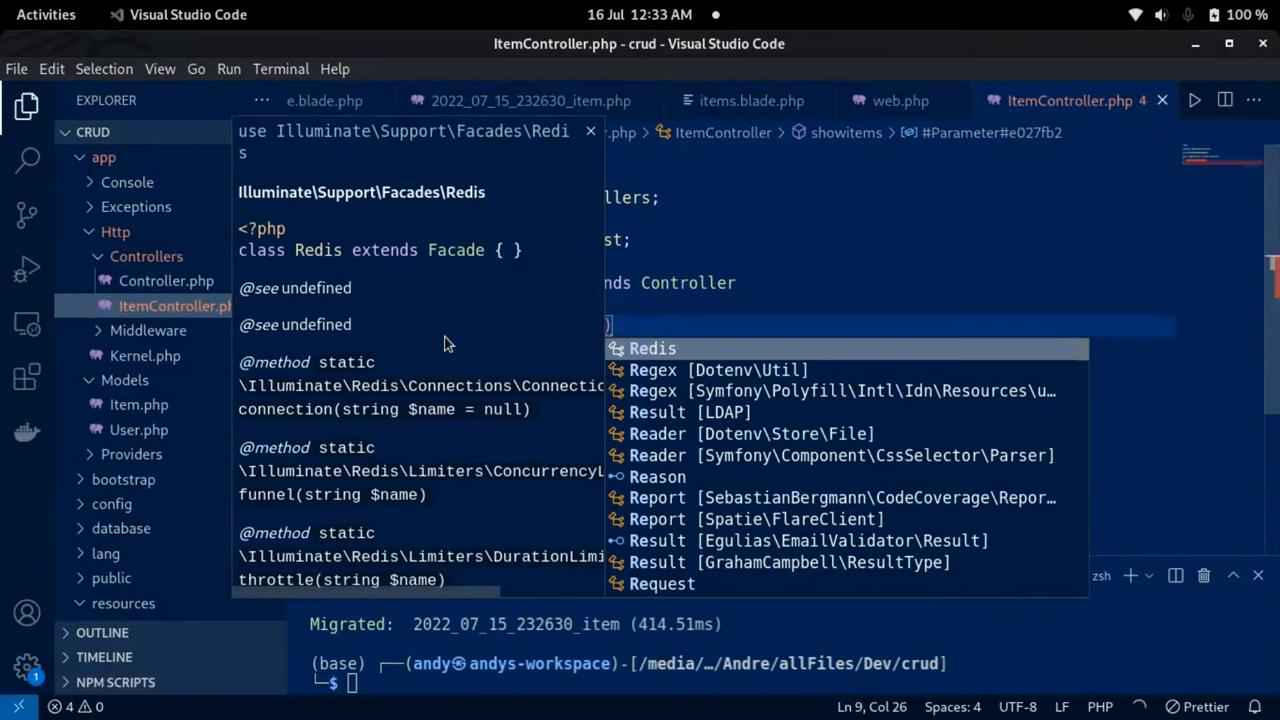 Activities
Visual Studio Code
16 Jul 12:33 AM
100 %
ItemController.php - crud - Visual Studio Code
File Edit Selection View Go Run Terminal Help
EXPLORER
e.blade.php
2022_07_15_232630_item.php
items.blade.php
web.php
ItemController.php 4
CRUD
app
Console
Exceptions
Http
Controllers
Controller.php
ItemController.ph
Middleware
Kernel.php
Models
Item.php
User.php
Providers
bootstrap
config
database
lang
public
resources
OUTLINE
TIMELINE
NPM SCRIPTS
1
use Illuminate\Support\Facades\Redi
s
Illuminate\Support\Facades\Redis
<?php
class Redis extends Facade { }
@see undefined
@see undefined
@method static
\Illuminate\Redis\Connections\Connectio
connection(string $name = null)
@method static
\Illuminate\Redis\Limiters\ConcurrencyL
funnel(string $name)
@method static
\Illuminate\Redis\Limiters\DurationLimi
throttle(string $name)
.php > ItemController > showitems > #Parameter#e027fb2
llers;
st;
nds Controller
)
Redis
Regex [Dotenv\Util]
Regex [Symfony\Polyfill\Intl\Idn\Resources\u…
Result [LDAP]
Reader [Dotenv\Store\File]
Reader [Symfony\Component\CssSelector\Parser]
Reason
Report [SebastianBergmann\CodeCoverage\Repor…
Report [Spatie\FlareClient]
Result [Egulias\EmailValidator\Result]
Result [GrahamCampbell\ResultType]
Request
zsh
Migrated: 2022_07_15_232630_item (414.51ms)
(base) ┌──(andy㉿andys-workspace)-[/media/…/Andre/allFiles/Dev/crud]
└─$
4 0
Ln 9, Col 26
Spaces: 4
UTF-8
LF
PHP
Prettier